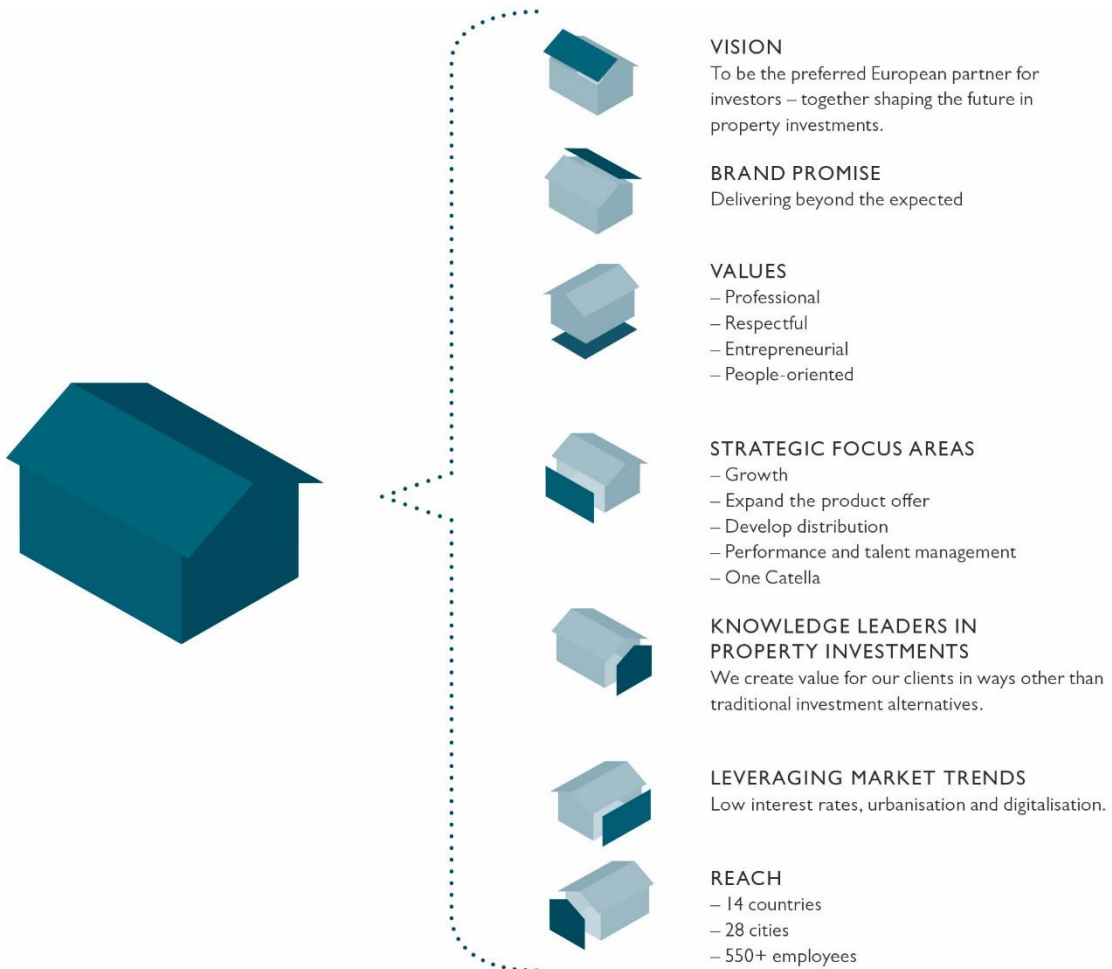 VISION
To be the preferred European partner for
investors – together shaping the future in
property investments.
BRAND PROMISE
Delivering beyond the expected
VALUES
– Professional
– Respectful
– Entrepreneurial
– People-oriented
STRATEGIC FOCUS AREAS
– Growth
– Expand the product offer
– Develop distribution
– Performance and talent management
– One Catella
KNOWLEDGE LEADERS IN
PROPERTY INVESTMENTS
We create value for our clients in ways other than
traditional investment alternatives.
LEVERAGING MARKET TRENDS
Low interest rates, urbanisation and digitalisation.
REACH
– 14 countries
– 28 cities
– 550+ employees